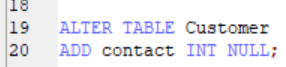 18
19 ALTER TABLE Customer
20 ADD contact INT NULL;